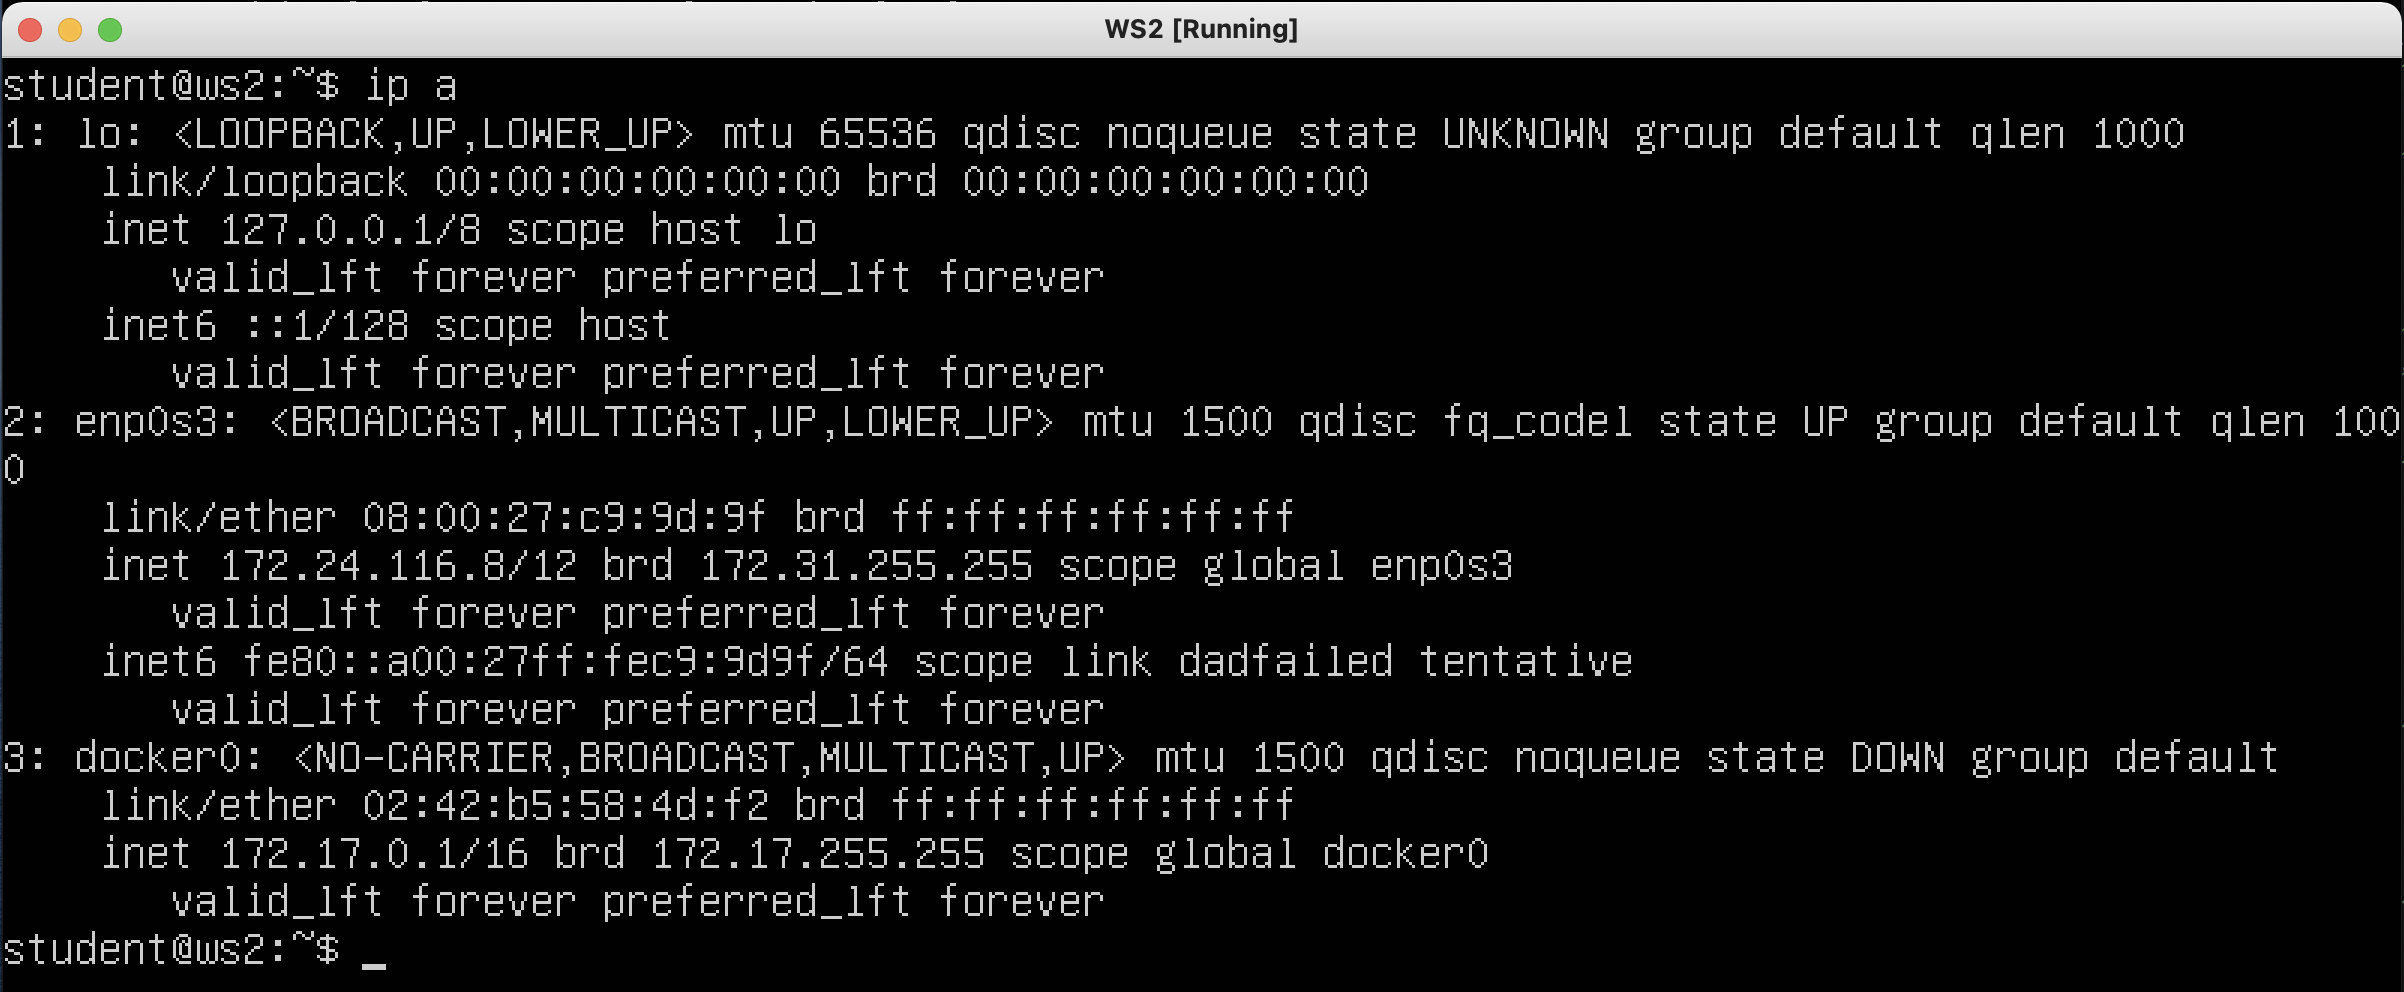 WS2 [Running]
student@ws2:~$ ip a
1: lo: <LOOPBACK,UP,LOWER_UP> mtu 65536 qdisc noqueue state UNKNOWN group default qlen 1000
    link/loopback 00:00:00:00:00:00 brd 00:00:00:00:00:00
    inet 127.0.0.1/8 scope host lo
       valid_lft forever preferred_lft forever
    inet6 ::1/128 scope host
       valid_lft forever preferred_lft forever
2: enp0s3: <BROADCAST,MULTICAST,UP,LOWER_UP> mtu 1500 qdisc fq_codel state UP group default qlen 100
0
    link/ether 08:00:27:c9:9d:9f brd ff:ff:ff:ff:ff:ff
    inet 172.24.116.8/12 brd 172.31.255.255 scope global enp0s3
       valid_lft forever preferred_lft forever
    inet6 fe80::a00:27ff:fec9:9d9f/64 scope link dadfailed tentative
       valid_lft forever preferred_lft forever
3: docker0: <NO-CARRIER,BROADCAST,MULTICAST,UP> mtu 1500 qdisc noqueue state DOWN group default
    link/ether 02:42:b5:58:4d:f2 brd ff:ff:ff:ff:ff:ff
    inet 172.17.0.1/16 brd 172.17.255.255 scope global docker0
       valid_lft forever preferred_lft forever
student@ws2:~$ _